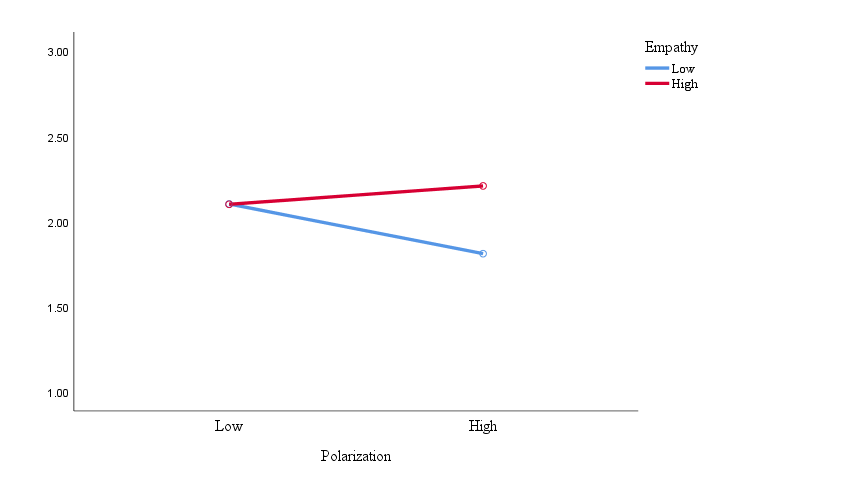 3.00
2.50
2.00
1.50
1.00
Low
High
Polarization
Empathy
Low
High